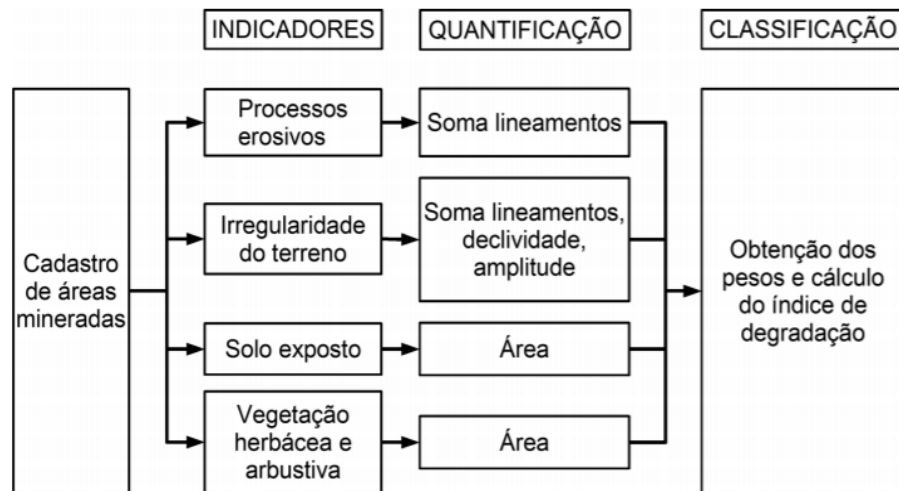 INDICADORES
QUANTIFICAÇÃO
CLASSIFICAÇÃO
Cadastro
de áreas
mineradas
Processos
erosivos
Soma lineamentos
Irregularidade
do terreno
Soma lineamentos,
declividade,
amplitude
Solo exposto
Área
Vegetação
herbácea e
arbustiva
Área
Obtenção dos
pesos e cálculo
do índice de
degradação